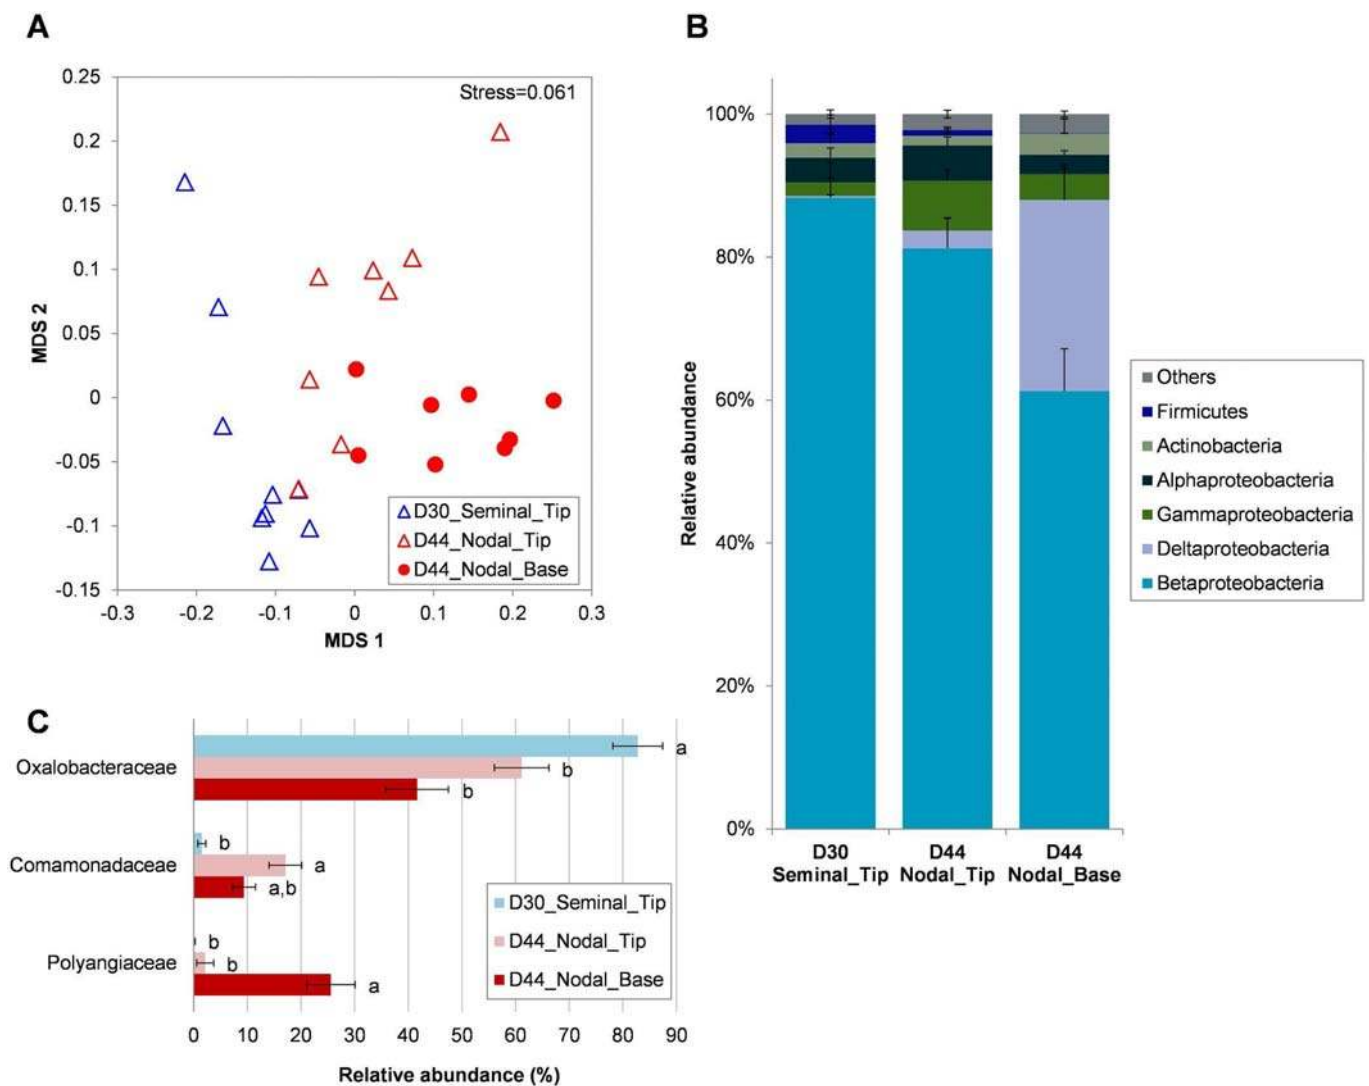 A
0.25
0.2
0.15
0.1
0.05
0
-0.05
-0.1
-0.15
MDS 2
Stress=0.061
D30_Seminal_Tip
D44_Nodal_Tip
D44_Nodal_Base
-0.3 -0.2 -0.1 0 0.1 0.2 0.3
MDS 1
B
100%
80%
60%
40%
20%
0%
Relative abundance
D30 D44 D44
Seminal_Tip Nodal_Tip Nodal_Base
Others
Firmicutes
Actinobacteria
Alphaproteobacteria
Gammaproteobacteria
Deltaproteobacteria
Betaproteobacteria
C
Oxalobacteraceae
a
b
b
Comamonadaceae
b
a
a,b
Polyangiaceae
b
b
a
D30_Seminal_Tip
D44_Nodal_Tip
D44_Nodal_Base
0 10 20 30 40 50 60 70 80 90
Relative abundance (%)